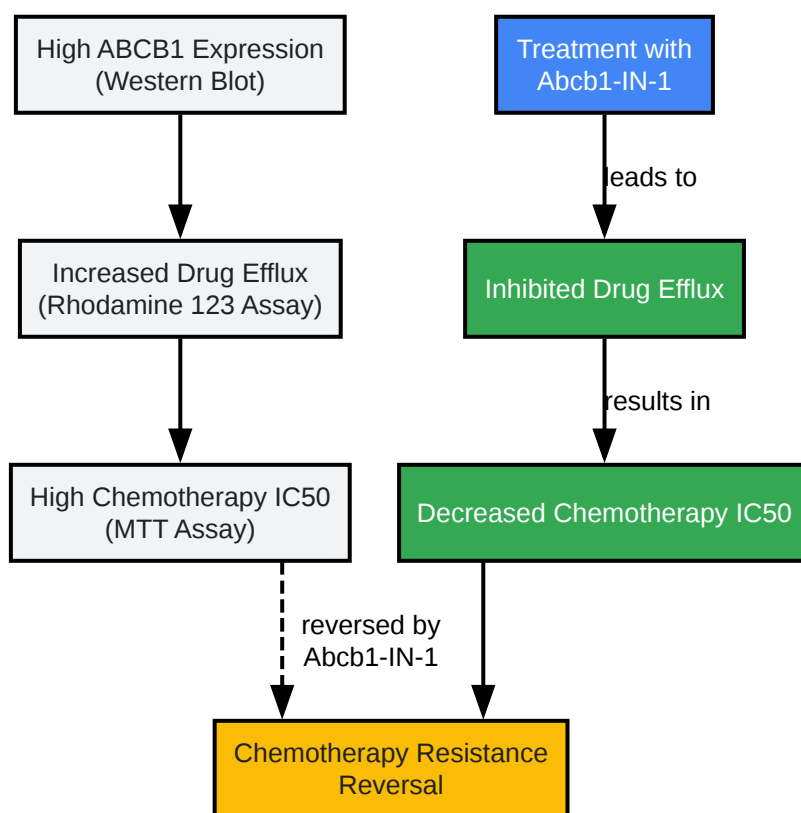 High ABCB1 Expression
(Western Blot)
Treatment with
Abcb1-IN-1
leads to
Increased Drug Efflux
(Rhodamine 123 Assay)
Inhibited Drug Efflux
results in
High Chemotherapy IC50
(MTT Assay)
Decreased Chemotherapy IC50
reversed by
Abcb1-IN-1
Chemotherapy Resistance
Reversal